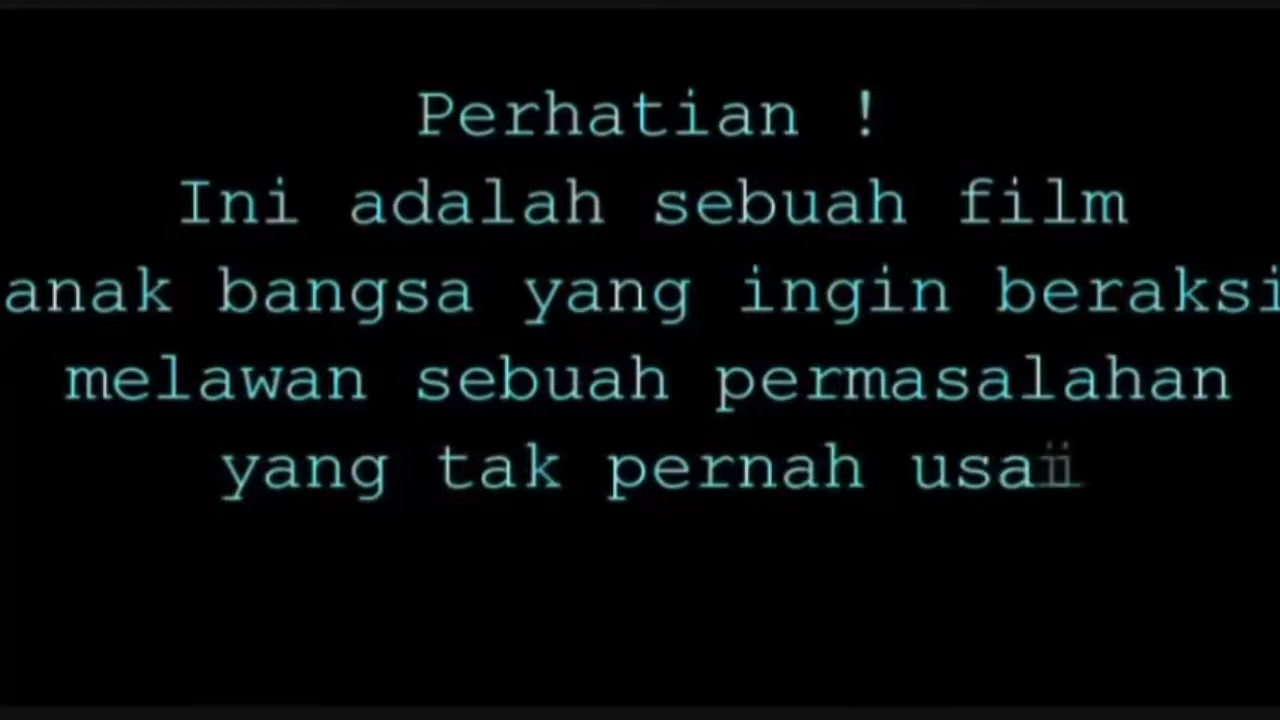 Perhatian !
Ini adalah sebuah film
anak bangsa yang ingin beraksi
melawan sebuah permasalahan
yang tak pernah usai